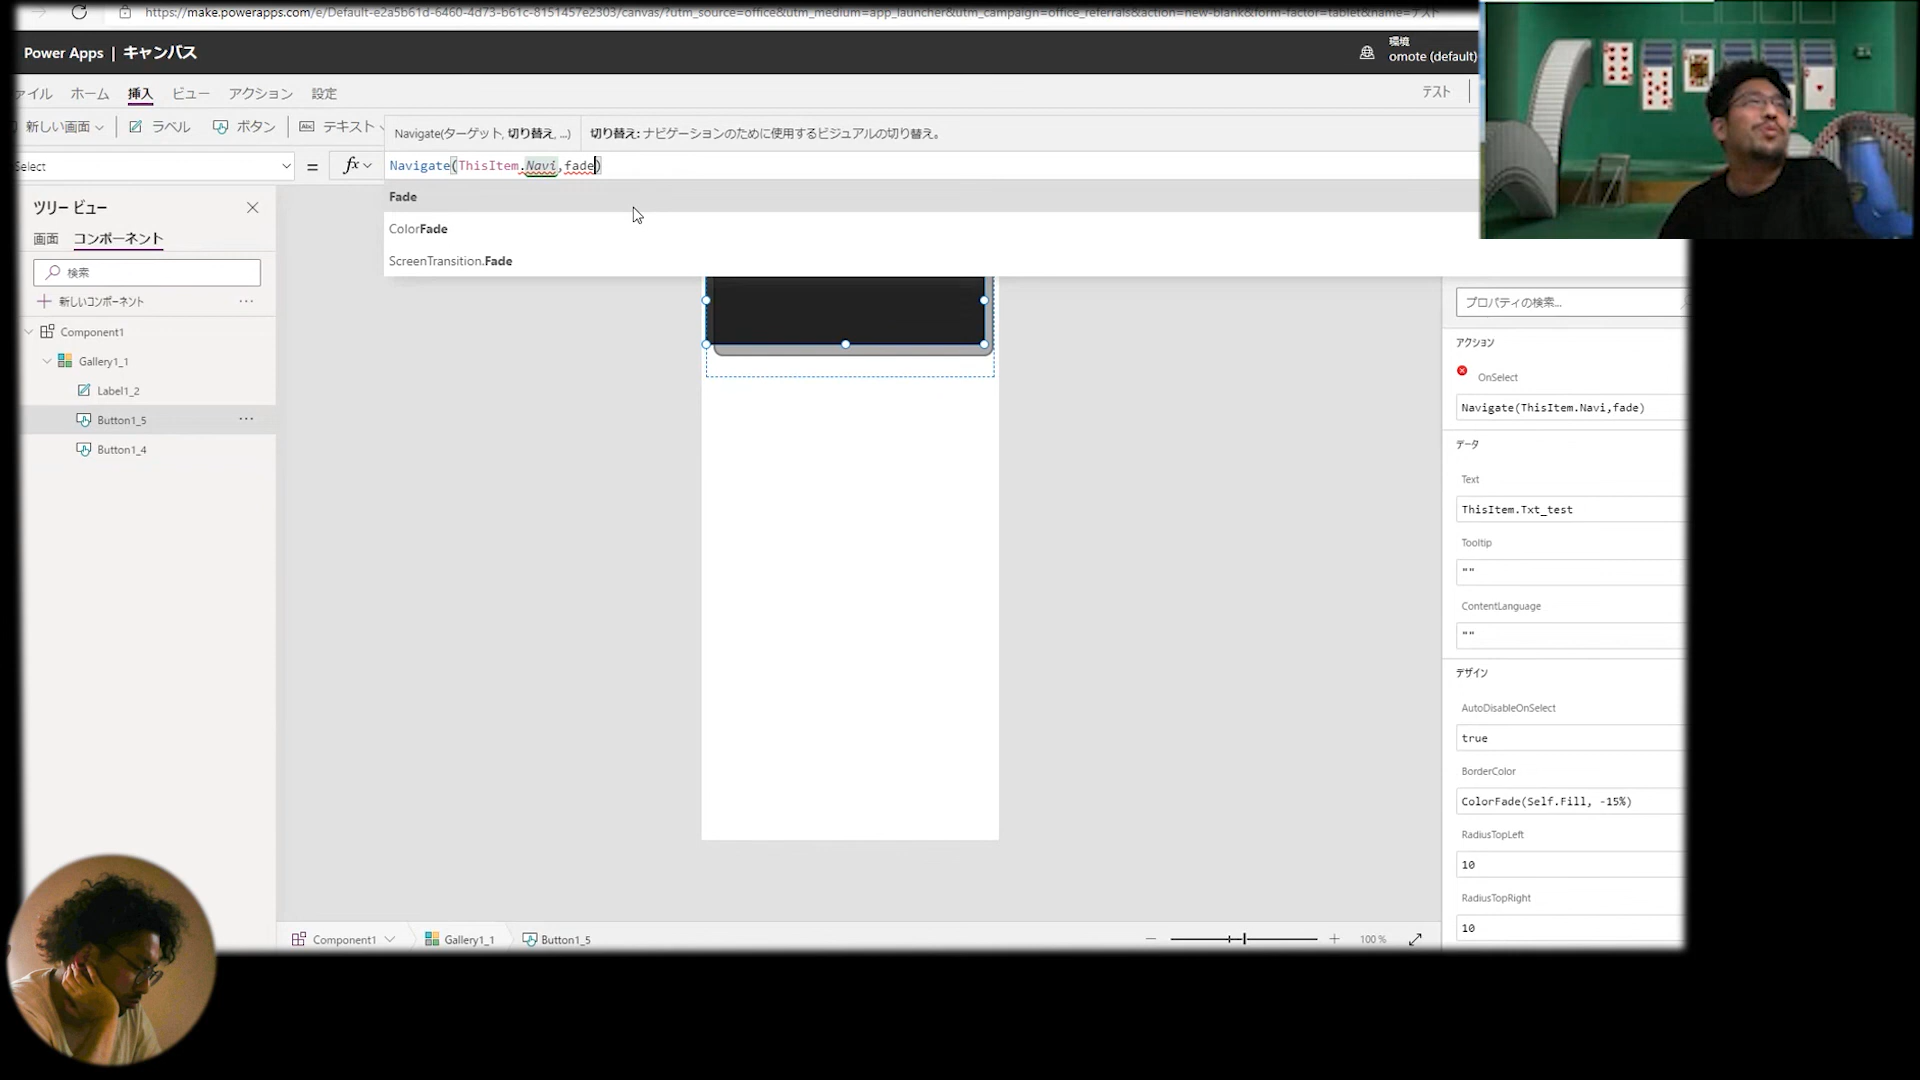 https://make.powerapps.com/e/Default-e2a5b61d-6460-4d73-b61c-8151457e2303/canvas/?utm_source=office&utm_medium=app_launcher&utm_campaign=office_referrals&action=new-blank&form-factor=tablet&name=テスト
Power Apps | キャンバス
環境
omote (default)
ァイル ホーム 挿入 ビュー アクション 設定
テスト
新しい画面 ラベル ボタン テキスト
Navigate(ターゲット, 切り替え, ...) 切り替え: ナビゲーションのために使用するビジュアルの切り替え。
Select = fx Navigate(ThisItem.Navi,fade)
Fade
ColorFade
ScreenTransition.Fade
ツリー ビュー
画面 コンポーネント
検索
新しいコンポーネント ...
Component1
Gallery1_1
Label1_2
Button1_5 ...
Button1_4
プロパティの検索...
アクション
OnSelect
Navigate(ThisItem.Navi,fade)
データ
Text
ThisItem.Txt_test
Tooltip
""
ContentLanguage
""
デザイン
AutoDisableOnSelect
true
BorderColor
ColorFade(Self.Fill, -15%)
RadiusTopLeft
10
RadiusTopRight
10
Component1 Gallery1_1 Button1_5
100 %